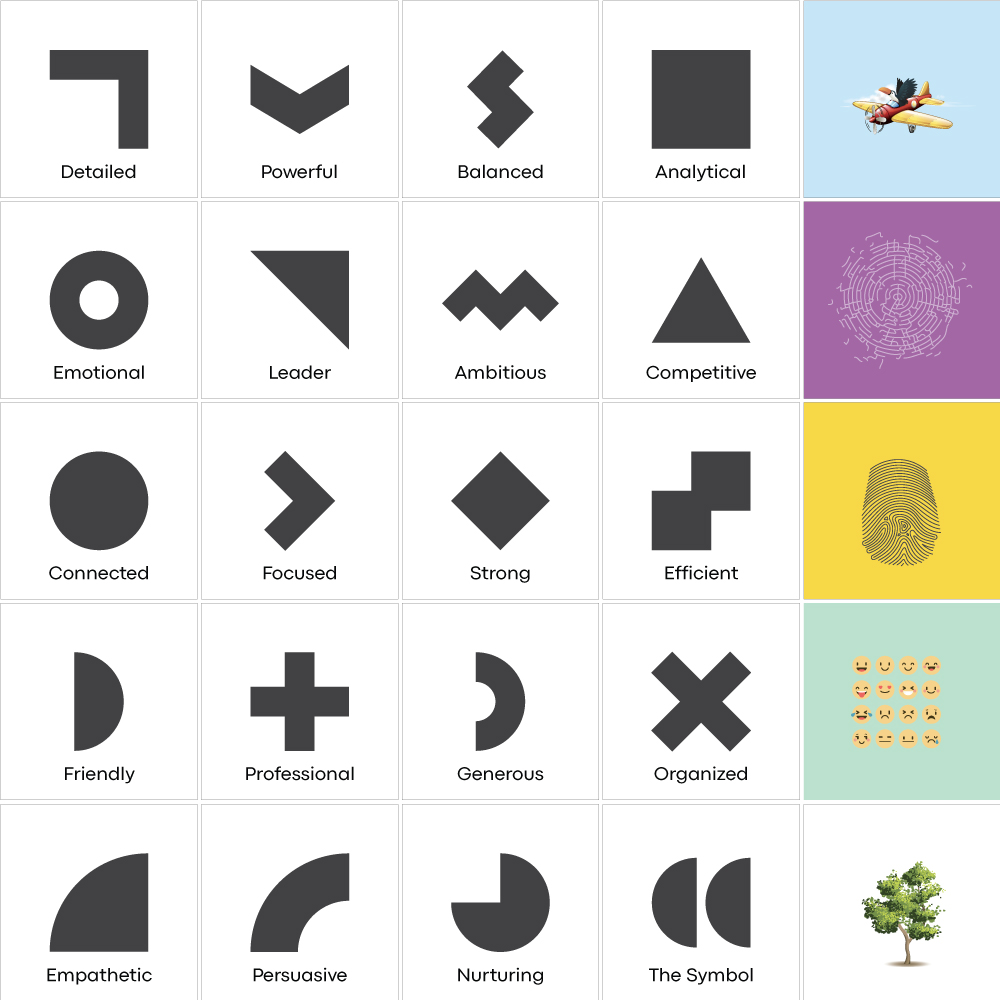 Detailed
Powerful
Balanced
Analytical
Emotional
Leader
Ambitious
Competitive
Connected
Focused
Strong
Efficient
Friendly
Professional
Generous
Organized
Empathetic
Persuasive
Nurturing
The Symbol